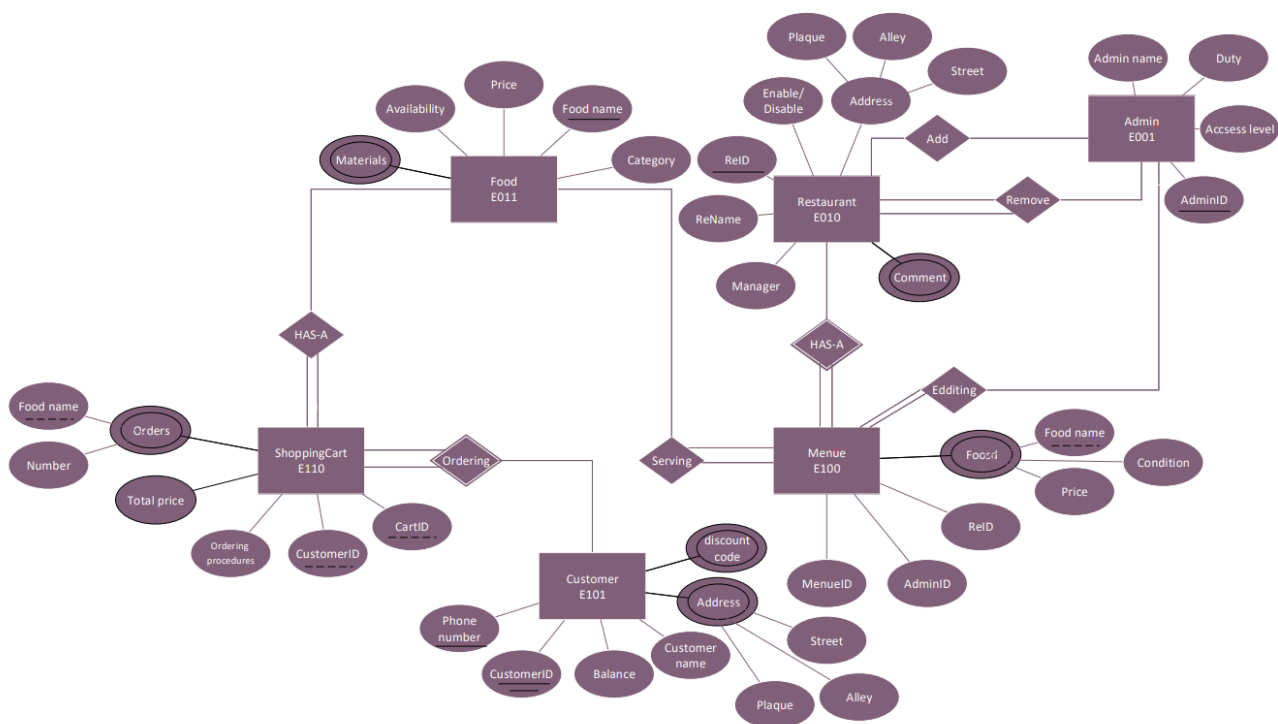 Plaque
Alley
Street
Admin name
Duty
Price
Enable/
Disable
Address
Availability
Food name
Add
Admin
E001
Accsess level
Materials
Category
ReID
Food
E011
Restaurant
E010
Remove
AdminID
ReName
Manager
Comment
HAS-A
HAS-A
Edditing
Food name
Orders
Food name
Number
ShoppingCart
E110
Ordering
Serving
Menue
E100
Foosd
Condition
Price
Total price
CartID
ReID
Ordering
procedures
CustomerID
discount
code
MenueID
AdminID
Customer
E101
Address
Phone
number
Street
Customer
name
CustomerID
Balance
Alley
Plaque